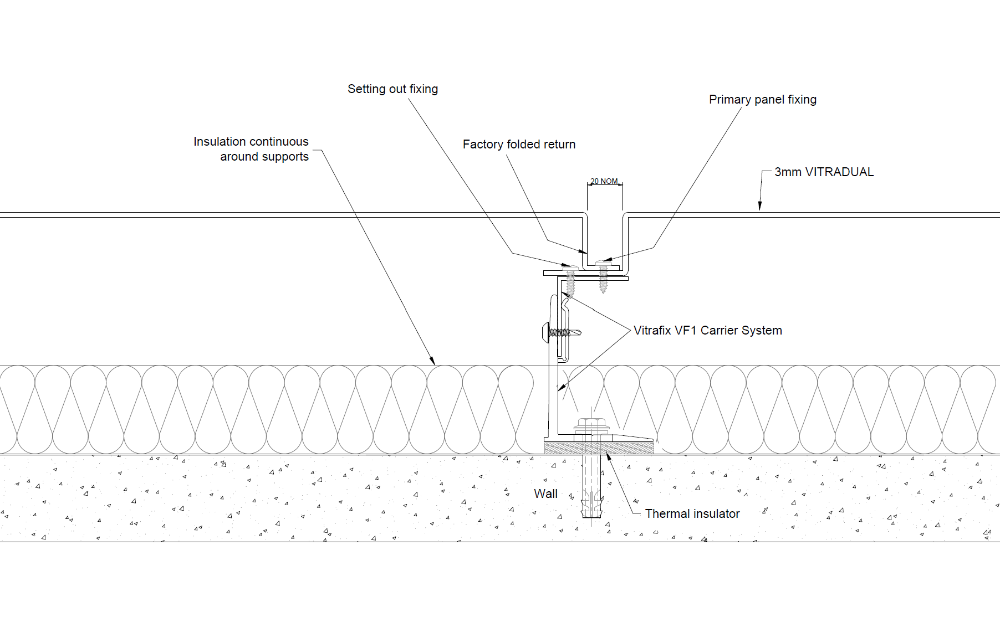 Setting out fixing
Primary panel fixing
Insulation continuous
around supports
Factory folded return
3mm VITRADUAL
20 NOM
Vitrafix VF1 Carrier System
Wall
Thermal insulator